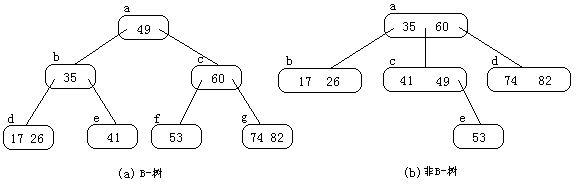 a
49
b
35
c
60
d
17 26
e
41
f
53
g
74 82
(a) B-树
a
35 60
b
17 26
c
41 49
d
74 82
e
53
(b) 非B-树